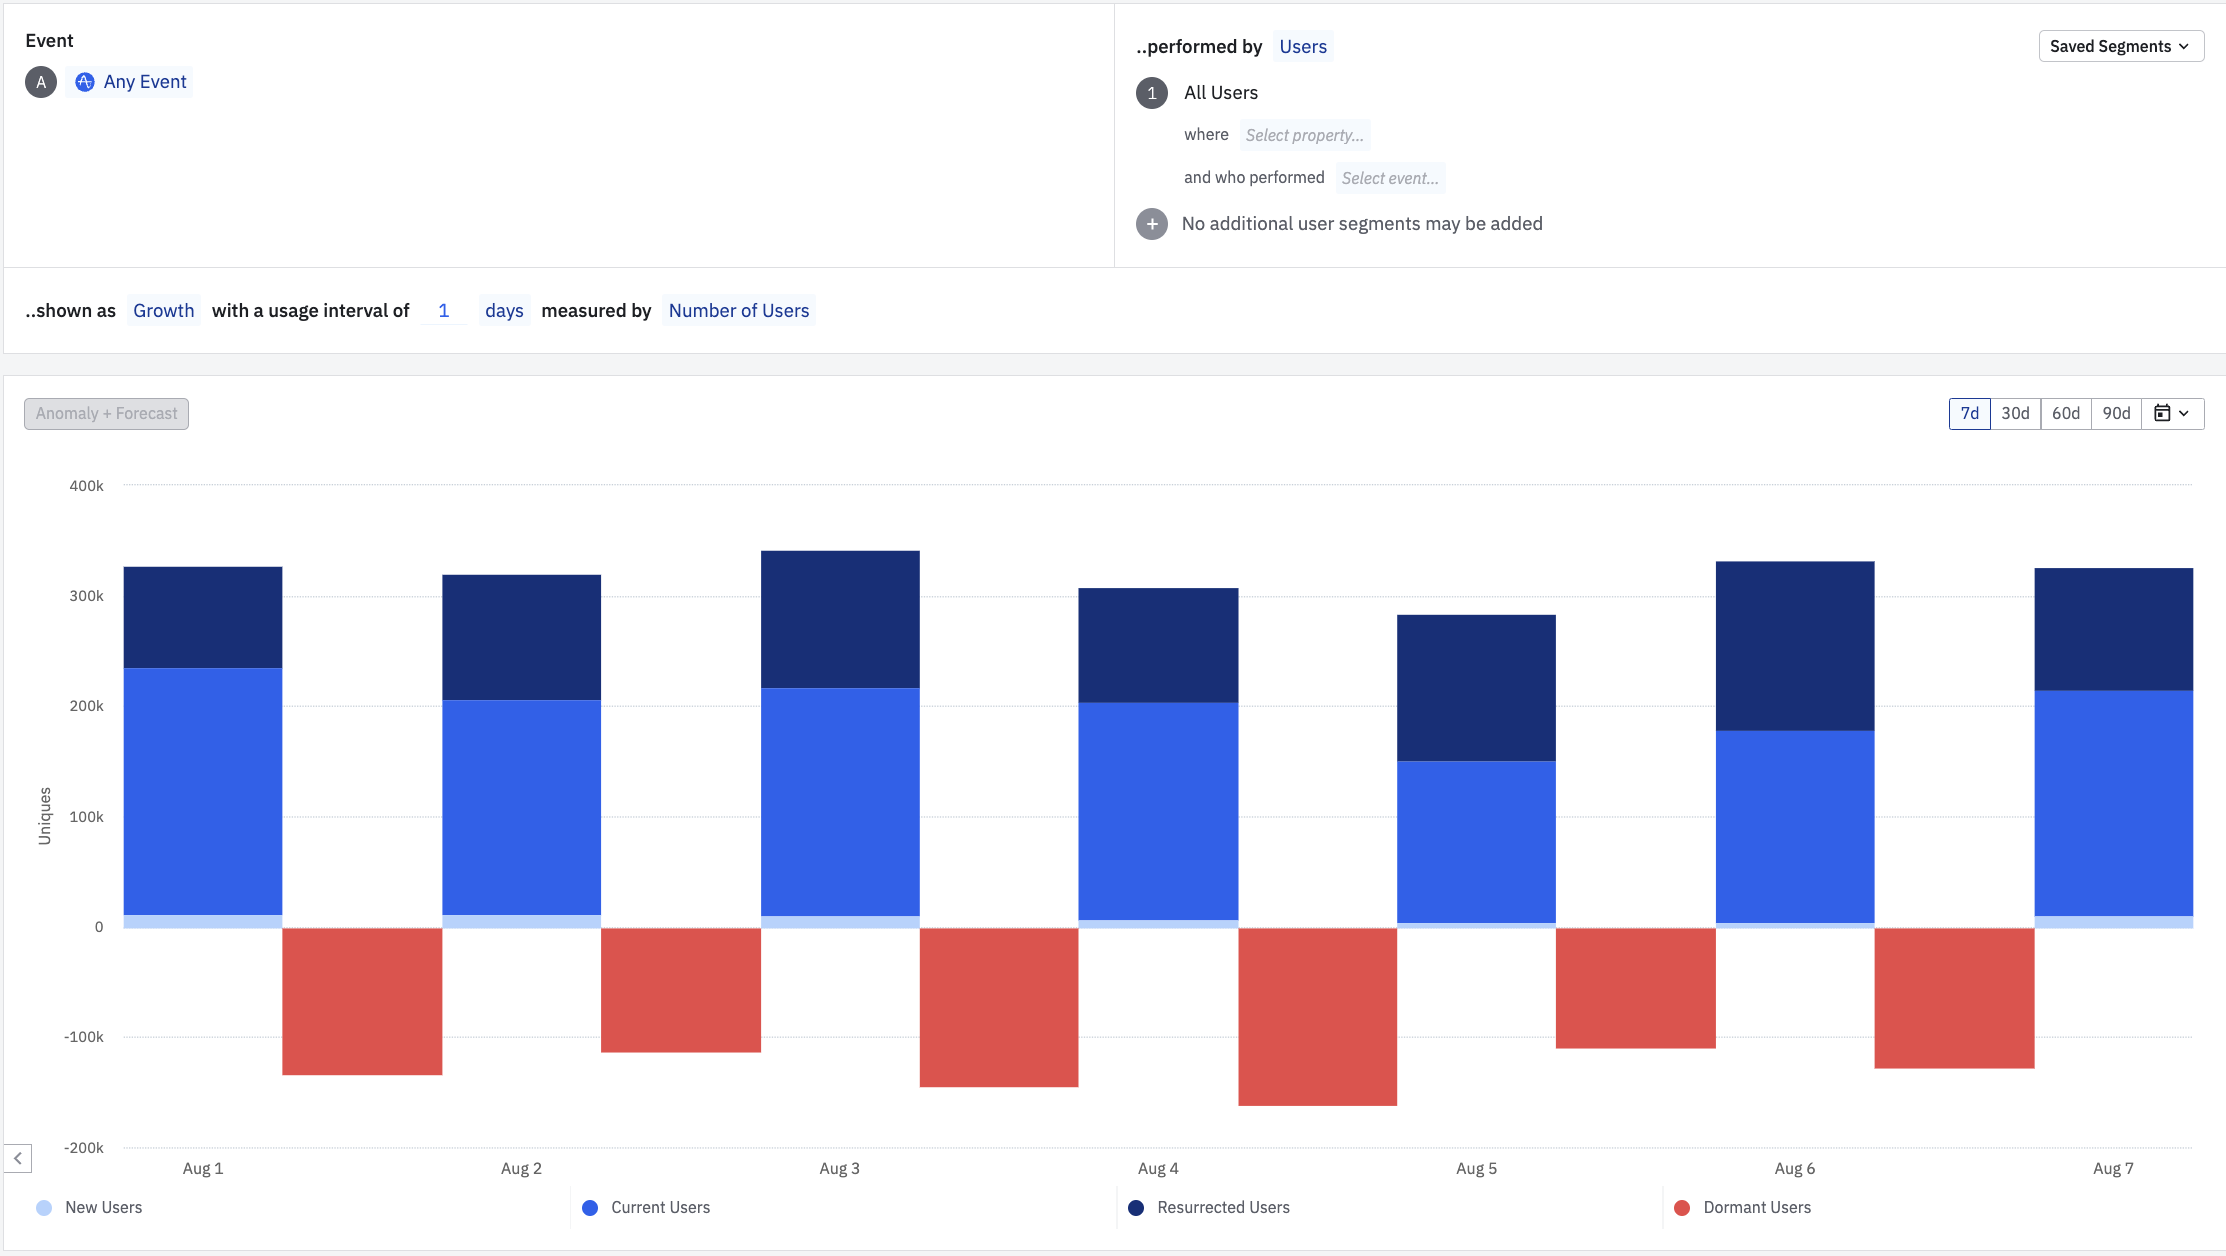 Event
A Any Event
..performed by Users
Saved Segments
1 All Users
where Select property...
and who performed Select event...
+ No additional user segments may be added
..shown as Growth with a usage interval of 1 days measured by Number of Users
Anomaly + Forecast
7d 30d 60d 90d
400k
300k
200k
100k
0
-100k
-200k
Uniques
Aug 1 Aug 2 Aug 3 Aug 4 Aug 5 Aug 6 Aug 7
New Users Current Users Resurrected Users Dormant Users